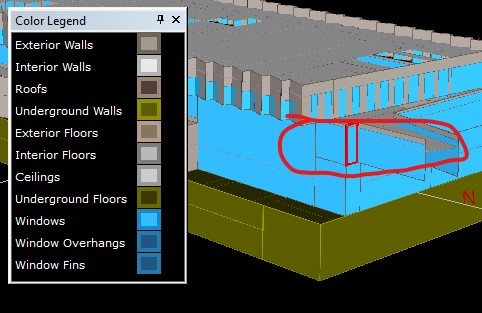 Color Legend
Exterior Walls
Interior Walls
Roofs
Underground Walls
Exterior Floors
Interior Floors
Ceilings
Underground Floors
Windows
Window Overhangs
Window Fins
N